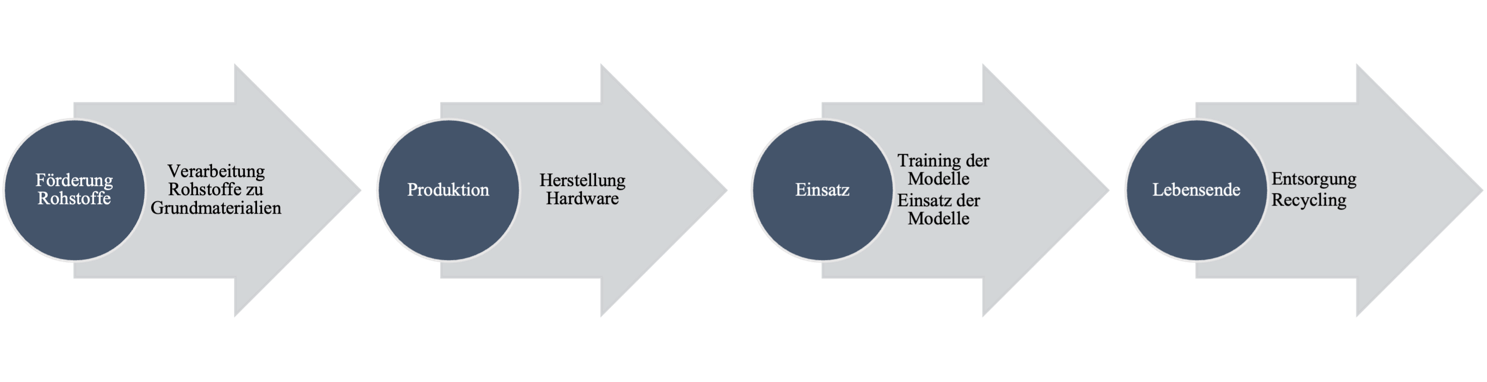 Förderung
Rohstoffe
Verarbeitung
Rohstoffe zu
Grundmaterialien
Produktion
Herstellung
Hardware
Einsatz
Training der
Modelle
Einsatz der
Modelle
Lebensende
Entsorgung
Recycling